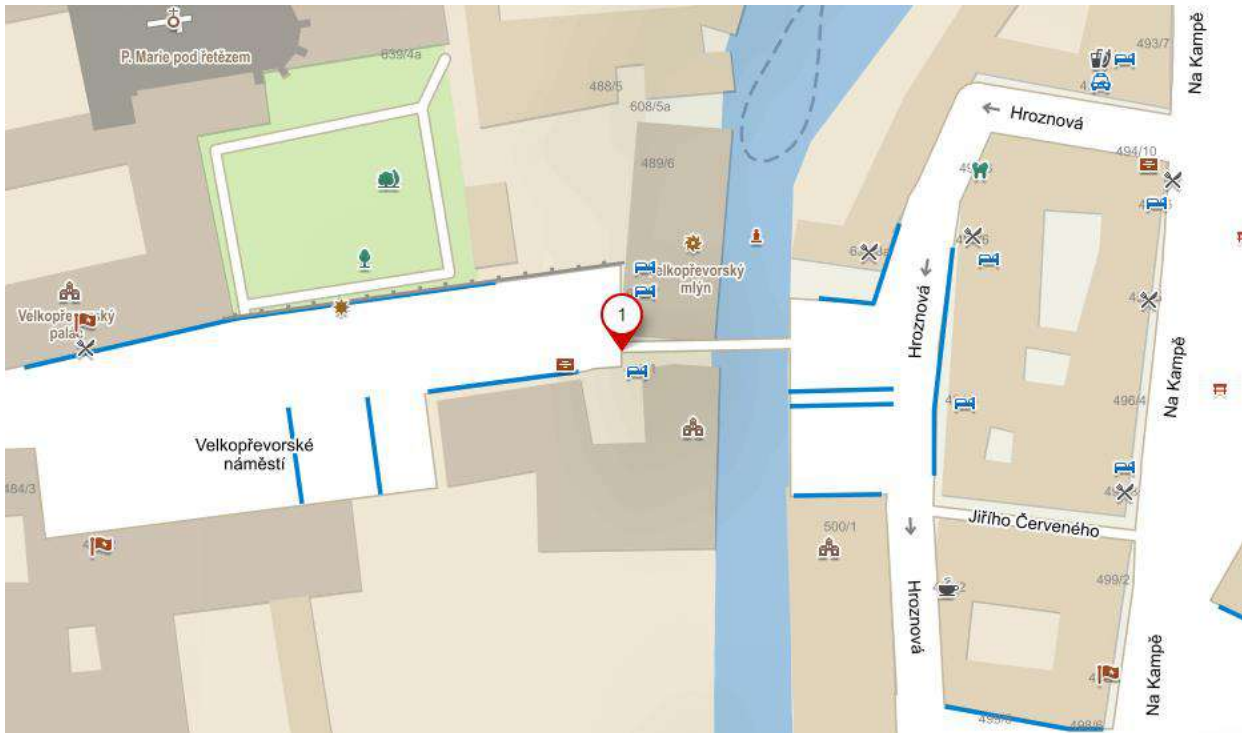 P. Marie pod řetězem
639/4a
488/5
608/5a
493/7
Na Kampě
Hroznová
494/10
489/6
Velkopřevorský
mlýn
Hroznová
Na Kampě
1
Velkopřevorské
náměstí
496/4
484/3
Jiřího Červeného
500/1
499/2
Hroznová
Na Kampě
498/6